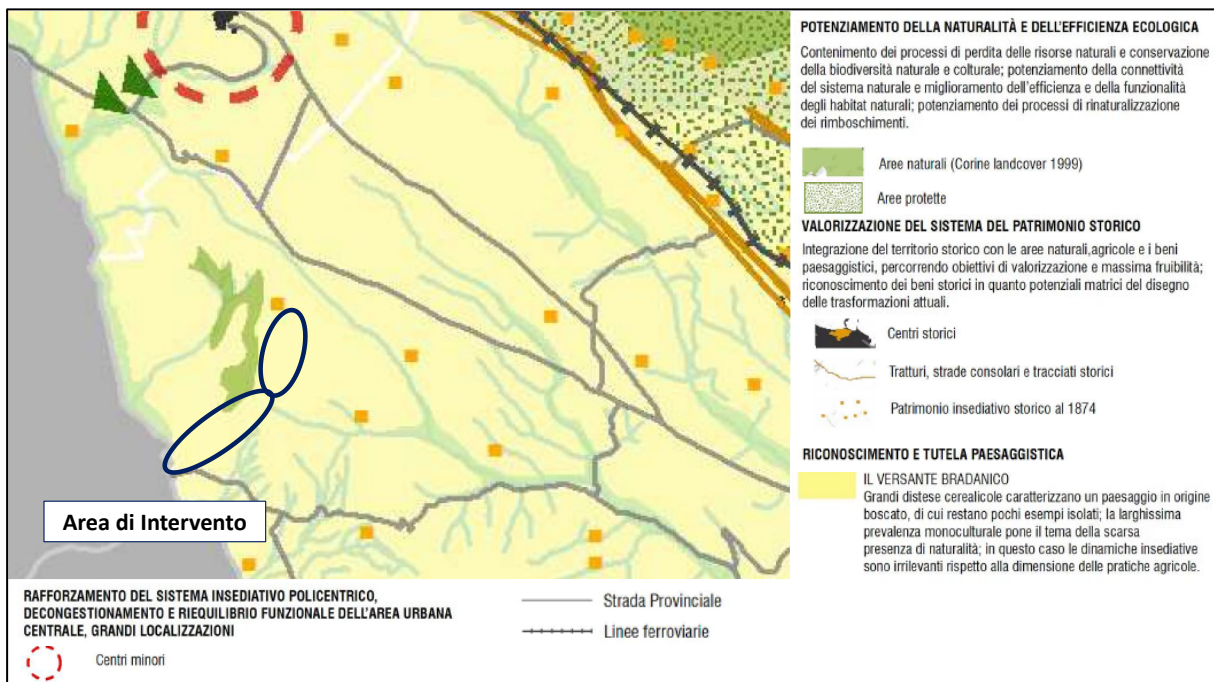 POTENZIAMENTO DELLA NATURALITÀ E DELL'EFFICIENZA ECOLOGICA
Contenimento dei processi di perdita delle risorse naturali e conservazione
della biodiversità naturale e colturale; potenziamento della connettività
del sistema naturale e miglioramento dell'efficienza e della funzionalità
degli habitat naturali; potenziamento dei processi di rinaturalizzazione
dei rimboschimenti.
Aree naturali (Corine landcover 1999)
Aree protette
VALORIZZAZIONE DEL SISTEMA DEL PATRIMONIO STORICO
Integrazione del territorio storico con le aree naturali,agricole e i beni
paesaggistici, percorrendo obiettivi di valorizzazione e massima fruibilità;
riconoscimento dei beni storici in quanto potenziali matrici del disegno
delle trasformazioni attuali.
Centri storici
Tratturi, strade consolari e tracciati storici
Patrimonio insediativo storico al 1874
RICONOSCIMENTO E TUTELA PAESAGGISTICA
IL VERSANTE BRADANICO
Grandi distese cerealicole caratterizzano un paesaggio in origine
boscato, di cui restano pochi esempi isolati; la larghissima
prevalenza monoculturale pone il tema della scarsa
presenza di naturalità; in questo caso le dinamiche insediative
sono irrilevanti rispetto alla dimensione delle pratiche agricole.
Area di Intervento
RAFFORZAMENTO DEL SISTEMA INSEDIATIVO POLICENTRICO,
DECONGESTIONAMENTO E RIEQUILIBRIO FUNZIONALE DELL'AREA URBANA
CENTRALE, GRANDI LOCALIZZAZIONI
Centri minori
Strada Provinciale
Linee ferroviarie